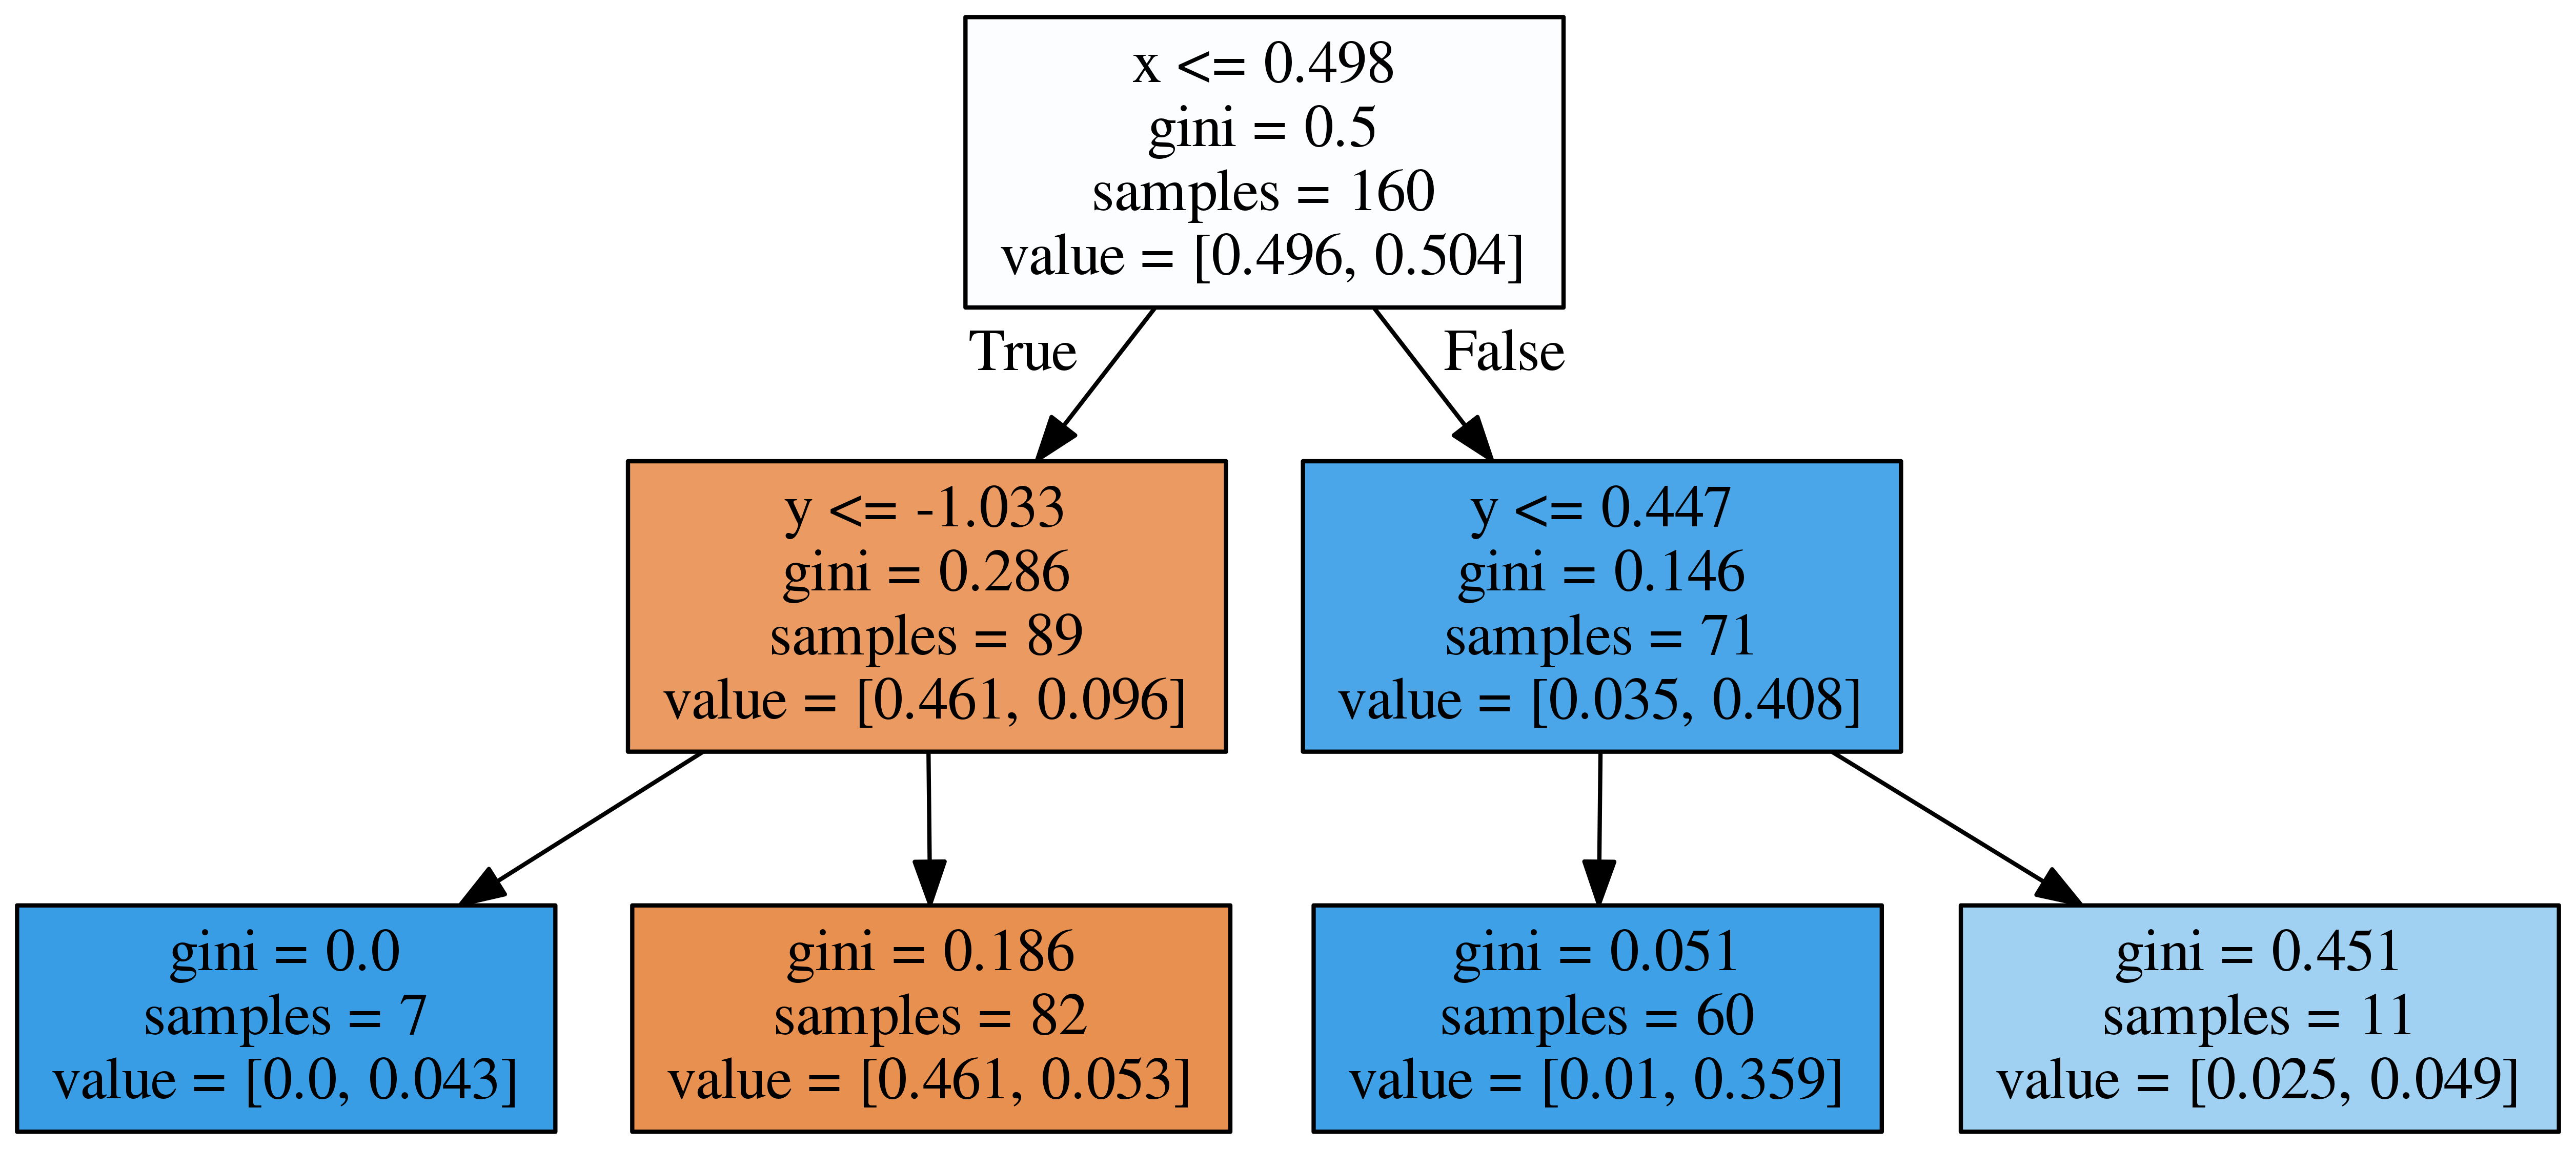 x <= 0.498
gini = 0.5
samples = 160
value = [0.496, 0.504]
True
False
y <= -1.033
gini = 0.286
samples = 89
value = [0.461, 0.096]
y <= 0.447
gini = 0.146
samples = 71
value = [0.035, 0.408]
gini = 0.0
samples = 7
value = [0.0, 0.043]
gini = 0.186
samples = 82
value = [0.461, 0.053]
gini = 0.051
samples = 60
value = [0.01, 0.359]
gini = 0.451
samples = 11
value = [0.025, 0.049]